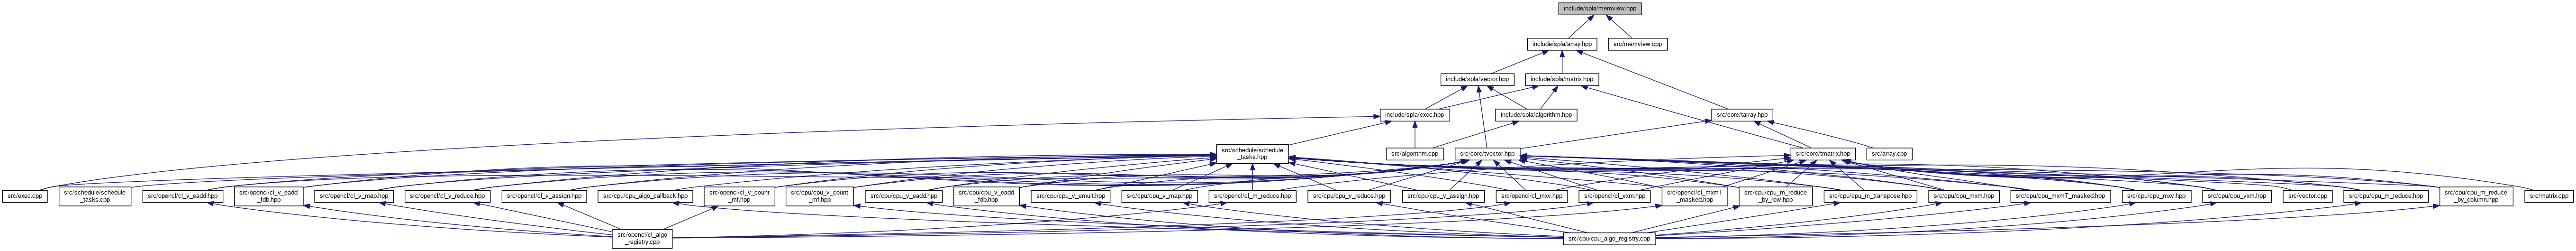 include/spla/memview.hpp
include/spla/array.hpp
src/memview.cpp
include/spla/vector.hpp
include/spla/matrix.hpp
include/spla/exec.hpp
include/spla/algorithm.hpp
src/core/tarray.hpp
src/schedule/schedule
_tasks.hpp
src/algorithm.cpp
src/core/tvector.hpp
src/core/tmatrix.hpp
src/array.cpp
src/exec.cpp
src/schedule/schedule
_tasks.cpp
src/opencl/cl_v_eadd.hpp
src/opencl/cl_v_eadd
_fdb.hpp
src/opencl/cl_v_map.hpp
src/opencl/cl_v_reduce.hpp
src/opencl/cl_v_assign.hpp
src/cpu/cpu_algo_callback.hpp
src/opencl/cl_v_count
_mf.hpp
src/cpu/cpu_v_count
_mf.hpp
src/cpu/cpu_v_eadd.hpp
src/cpu/cpu_v_eadd
_fdb.hpp
src/cpu/cpu_v_emult.hpp
src/cpu/cpu_v_map.hpp
src/opencl/cl_m_reduce.hpp
src/cpu/cpu_v_reduce.hpp
src/cpu/cpu_v_assign.hpp
src/opencl/cl_mxv.hpp
src/opencl/cl_vxm.hpp
src/opencl/cl_mxmT
_masked.hpp
src/cpu/cpu_m_reduce
_by_row.hpp
src/cpu/cpu_m_transpose.hpp
src/cpu/cpu_mxm.hpp
src/cpu/cpu_mxmT_masked.hpp
src/cpu/cpu_mxv.hpp
src/cpu/cpu_vxm.hpp
src/vector.cpp
src/cpu/cpu_m_reduce.hpp
src/cpu/cpu_m_reduce
_by_column.hpp
src/matrix.cpp
src/opencl/cl_algo
_registry.cpp
src/cpu/cpu_algo_registry.cpp